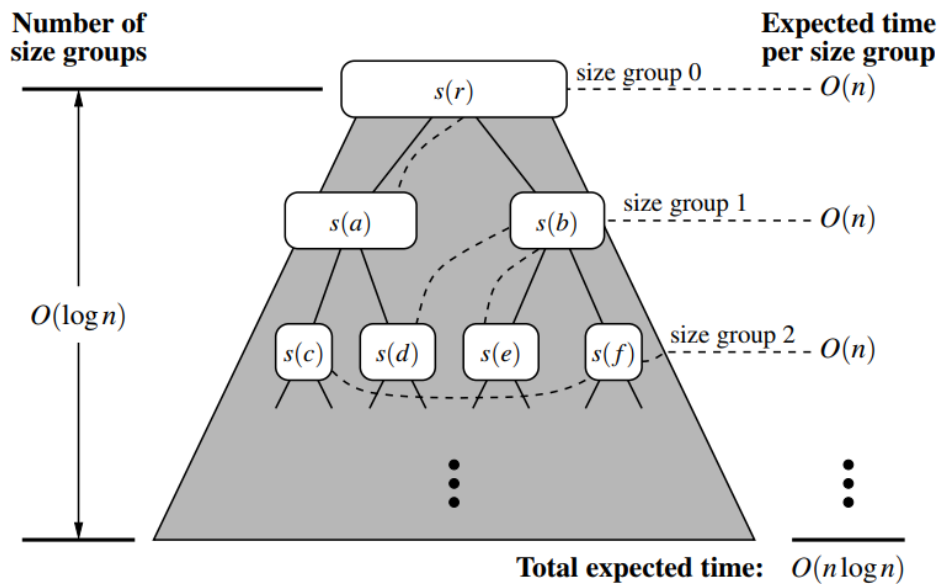 Number of
size groups
Expected time
per size group
s(r)
size group 0
O(n)
s(a)
s(b)
size group 1
O(n)
O(log n)
s(c)
s(d)
s(e)
s(f)
size group 2
O(n)
Total expected time:
O(n log n)